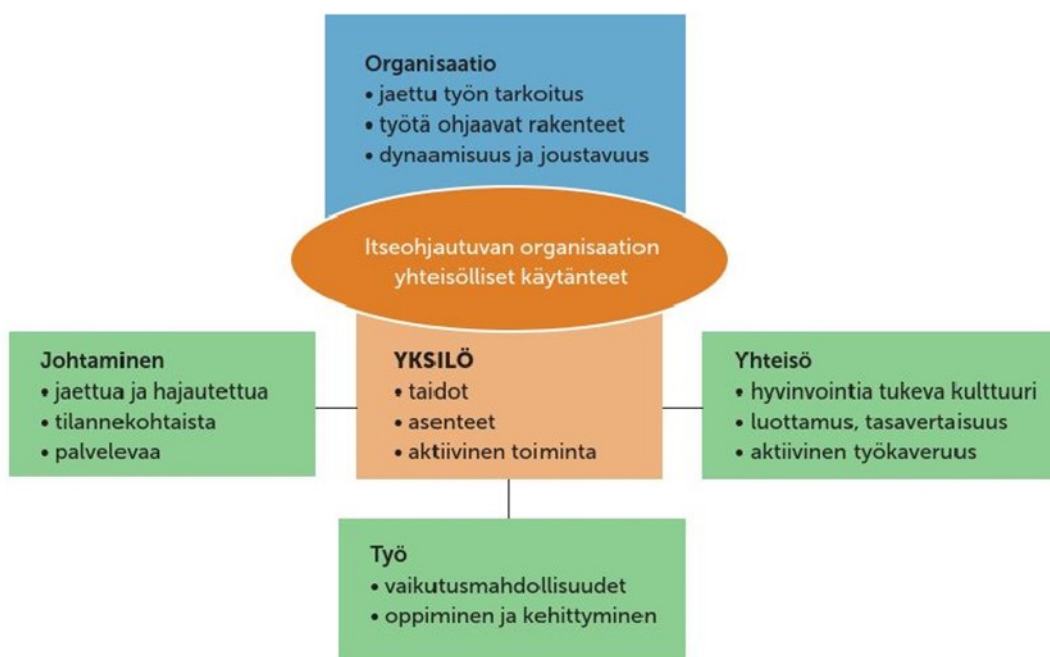 Organisaatio
• jaettu työn tarkoitus
• työtä ohjaavat rakenteet
• dynaamisuus ja joustavuus
Itseohjautuvan organisaation
yhteisölliset käytänteet
Johtaminen
• jaettua ja hajautettua
• tilannekohtaista
• palvelevaa
YKSILÖ
• taidot
• asenteet
• aktiivinen toiminta
Yhteisö
• hyvinvointia tukeva kulttuuri
• luottamus, tasavertaisuus
• aktiivinen työkaveruus
Työ
• vaikutusmahdollisuudet
• oppiminen ja kehittyminen